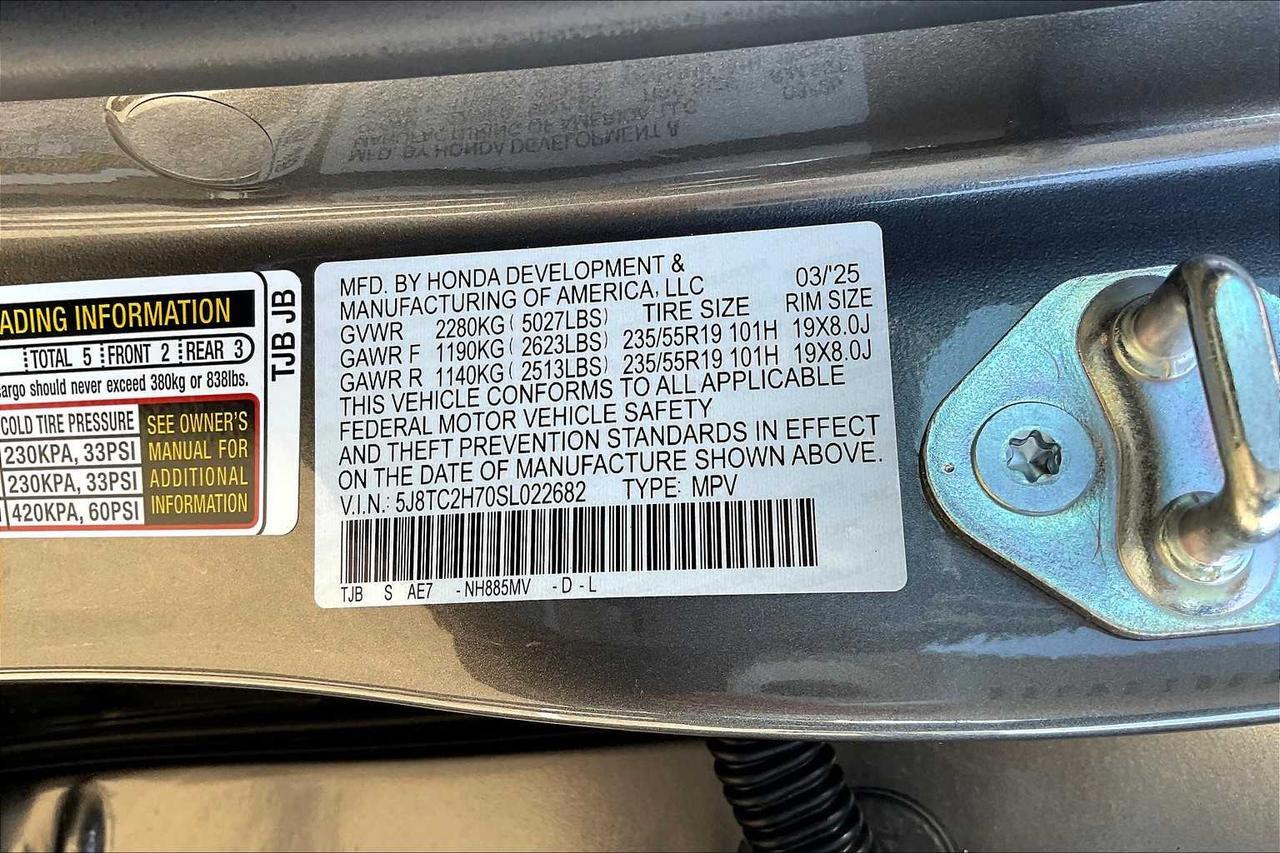 ADING INFORMATION
TOTAL 5 FRONT 2 REAR 3
cargo should never exceed 380kg or 838lbs.
COLD TIRE PRESSURE
230KPA, 33PSI
230KPA, 33PSI
420KPA, 60PSI
SEE OWNER'S
MANUAL FOR
ADDITIONAL
INFORMATION
TJB JB
MFD. BY HONDA DEVELOPMENT & 03/'25
MANUFACTURING OF AMERICA, LLC
GVWR 2280KG ( 5027LBS) TIRE SIZE RIM SIZE
GAWR F 1190KG ( 2623LBS) 235/55R19 101H 19X8.0J
GAWR R 1140KG ( 2513LBS) 235/55R19 101H 19X8.0J
THIS VEHICLE CONFORMS TO ALL APPLICABLE
FEDERAL MOTOR VEHICLE SAFETY
AND THEFT PREVENTION STANDARDS IN EFFECT
ON THE DATE OF MANUFACTURE SHOWN ABOVE.
V.I.N.: 5J8TC2H70SL022682 TYPE: MPV
TJB S AE7 -NH885MV -D-L